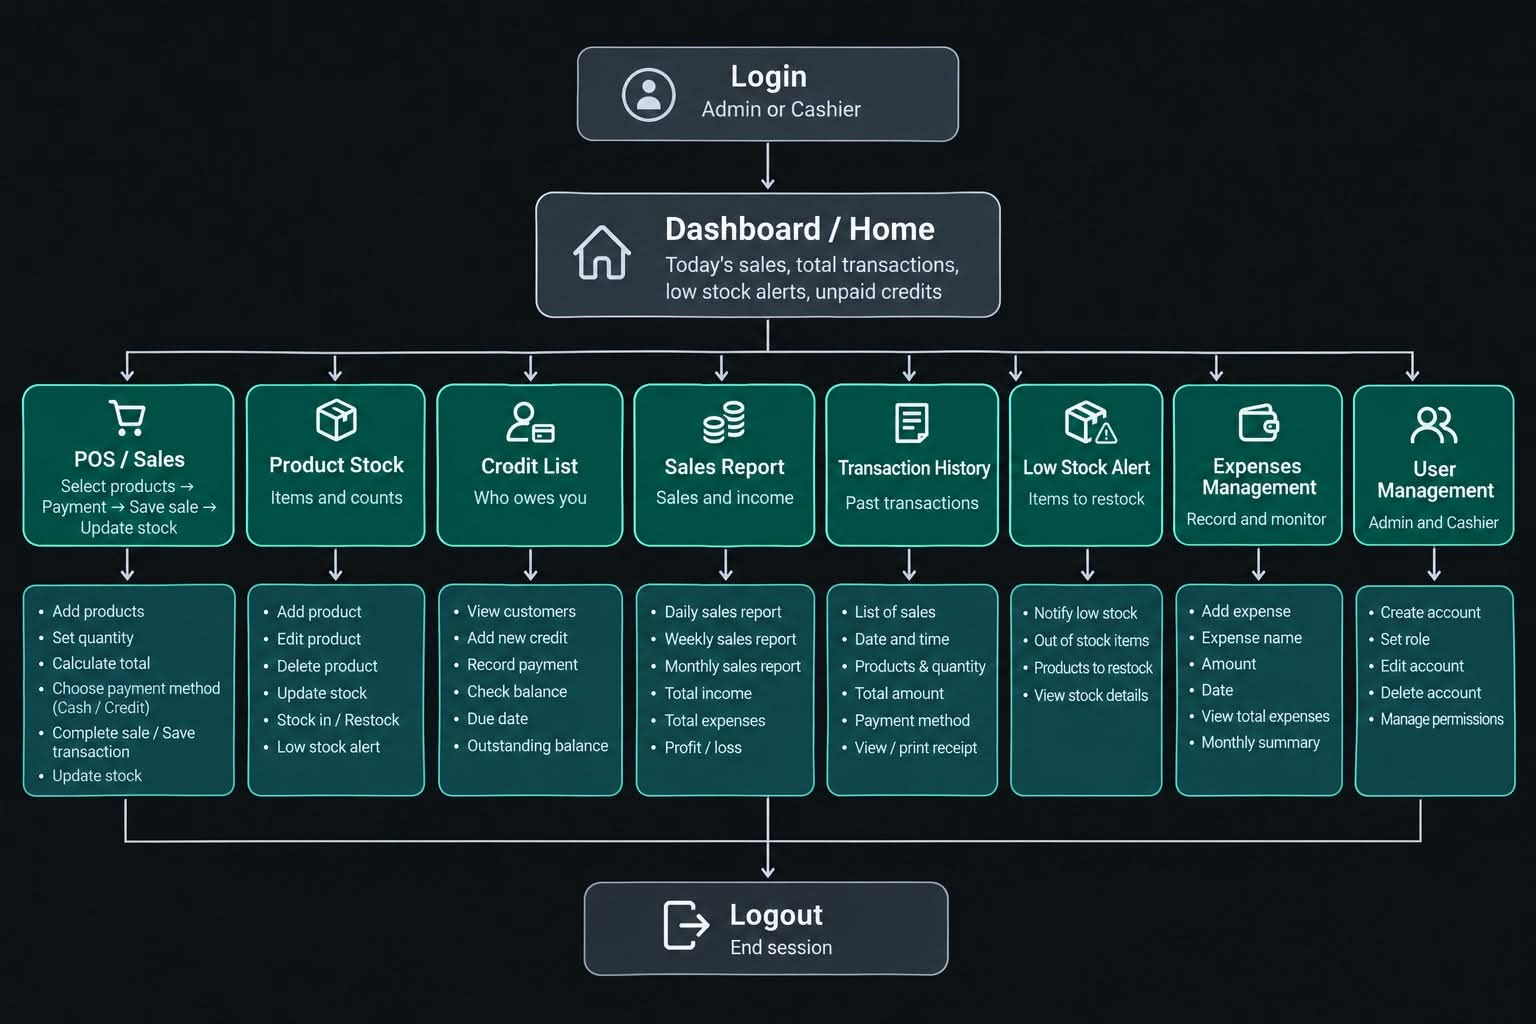 Login
Admin or Cashier
Dashboard / Home
Today's sales, total transactions,
low stock alerts, unpaid credits
POS / Sales
Select products →
Payment → Save sale →
Update stock
Product Stock
Items and counts
Crodit List
Who owes you
Sales Report
Sales and income
Transaction History
Past transactions
Low Stock Alert
Items to restock
Expenses
Management
Record and monitor
User
Management
Admin and Cashier
• Add products
• Set quantity
• Calculate total
• Choose payment method
(Cash / Credit)
• Complete sale / Save
transaction
• Update stock
• Add product
• Edit product
• Delete product
• Update stock
• Stock in / Restock
• Low stock alert
• View customers
• Add new credit
• Record payment
• Check balance
• Due date
• Outstanding balance
• Daily sales report
• Weekly sales report
• Monthly sales report
• Total income
• Total expenses
• Profit / loss
• List of sales
• Date and time
• Products & quantity
• Total amount
• Payment method
• View / print receipt
• Notify low stock
• Out of stock items
• Products to restock
• View stock details
• Add expense
• Expense name
• Amount
• Date
• View total expenses
• Monthly summary
• Create account
• Set role
• Edit account
• Delete account
• Manage permissions
Logout
End session